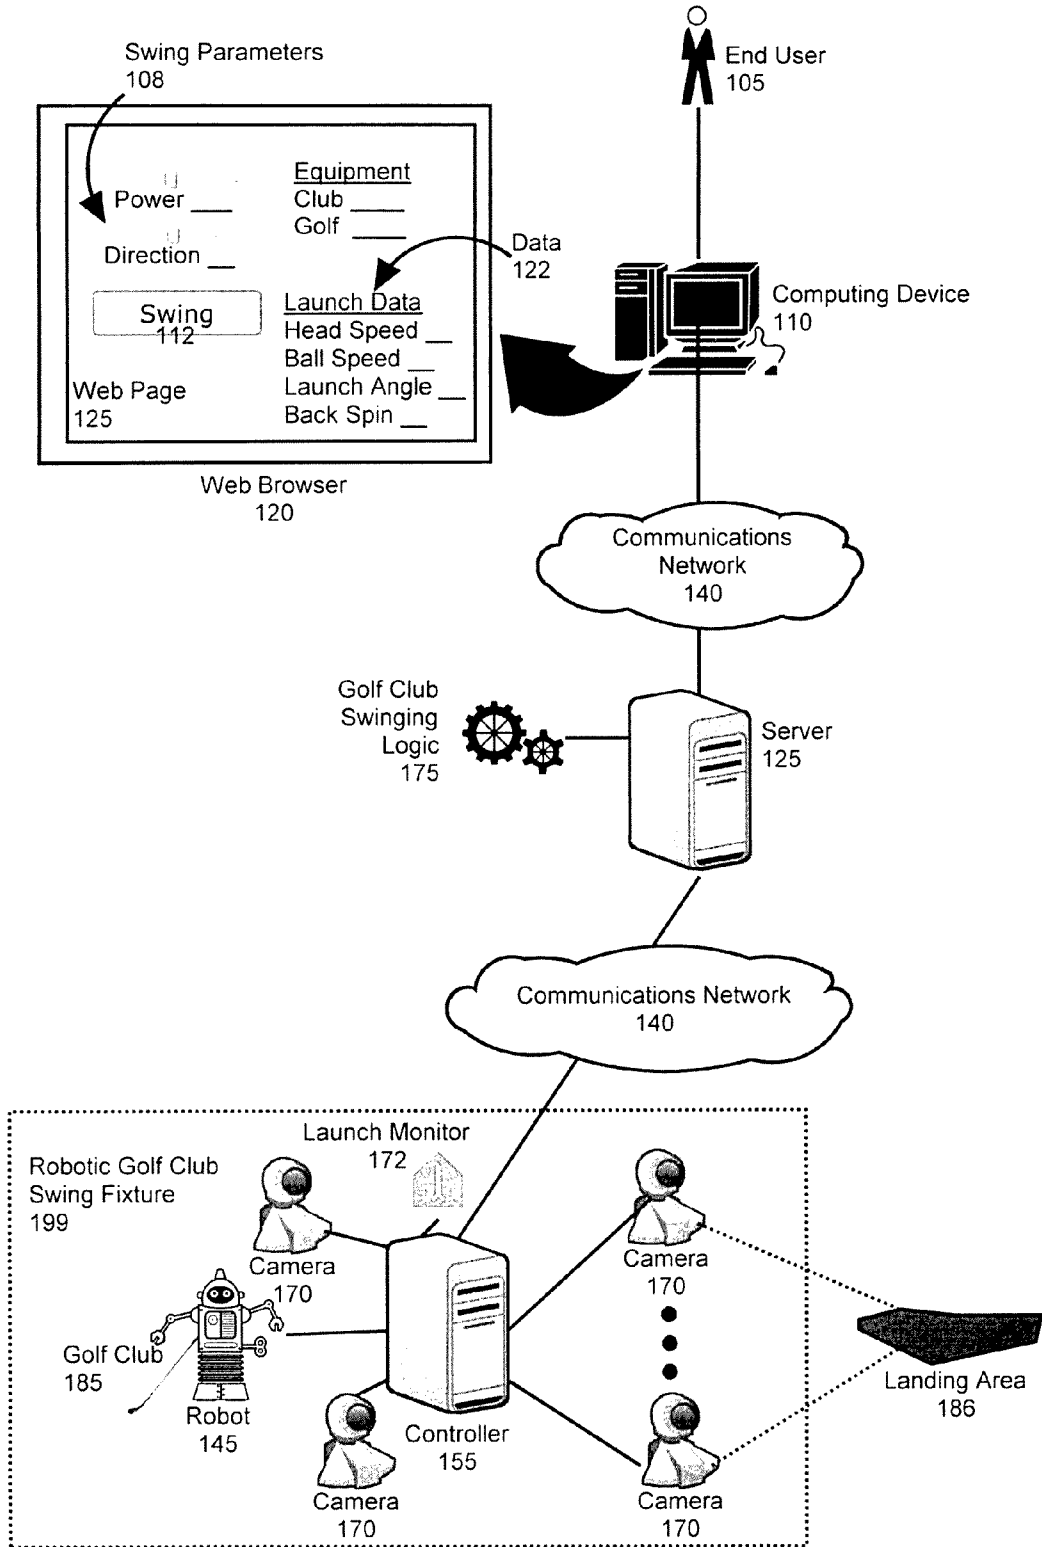 Swing Parameters
108
End User
105
Equipment
Power ___
Club ____
Golf ____
Direction __
Data
122
Computing Device
110
Launch Data
Swing
112
Head Speed __
Ball Speed __
Launch Angle __
Back Spin __
Web Page
125
Web Browser
120
Communications
Network
140
Golf Club
Swinging
Logic
175
Server
125
Communications Network
140
Launch Monitor
172
Robotic Golf Club
Swing Fixture
199
Camera
170
Camera
170
Golf Club
185
Robot
145
Controller
155
Landing Area
186
Camera
170
Camera
170